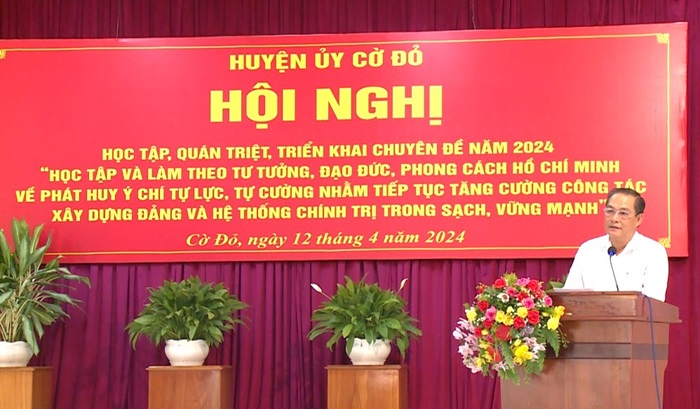 HUYỆN ỦY CỜ ĐỎ
HỘI NGHỊ
HỌC TẬP, QUÁN TRIỆT, TRIỂN KHAI CHUYÊN ĐỀ NĂM 2024
"HỌC TẬP VÀ LÀM THEO TƯ TƯỞNG, ĐẠO ĐỨC, PHONG CÁCH HỒ CHÍ MINH
VỀ PHÁT HUY Ý CHÍ TỰ LỰC, TỰ CƯỜNG NHẰM TIẾP TỤC TĂNG CƯỜNG CÔNG TÁC
XÂY DỰNG ĐẢNG VÀ HỆ THỐNG CHÍNH TRỊ TRONG SẠCH, VỮNG MẠNH"
Cờ Đỏ, ngày 12 tháng 4 năm 2024